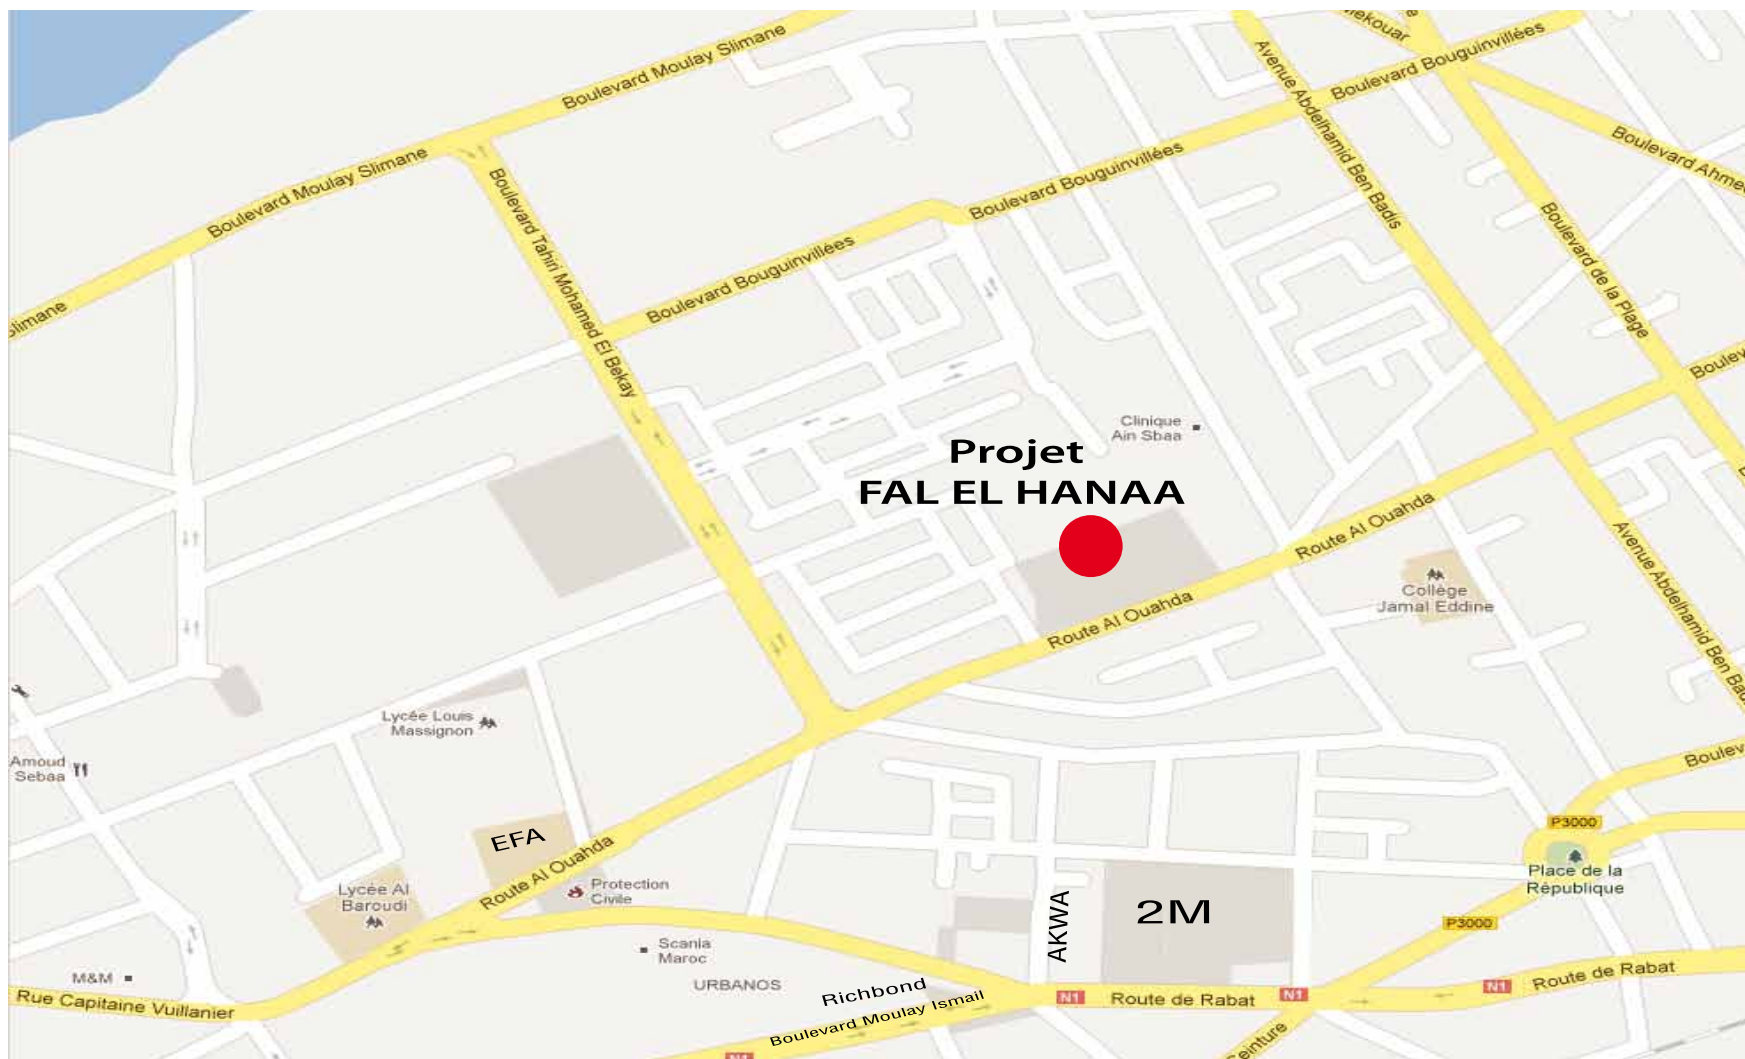 Boulevard Moulay Slimane
Boulevard Moulay Slimane
Slimane
Boulevard Bouguinvillées
Boulevard Bouguinvillées
Boulevard Bouguinvillées
Avenue Abdelhamid Ben Badis
Boulevard Ahmed
Boulevard de la Plage
Boulevard Tahiri Mohamed El Bekay
Boulev
Clinique
Ain Sbaa
Projet
FAL EL HANAA
Route Al Ouahda
Route Al Ouahda
Collège
Jamal Eddine
Avenue Abdelhamid Ben Bad
Lycée Louis
Massignon
Amoud
Sebaa
Boulev
P3000
EFA
Route Al Ouahda
Protection
Civile
Lycée Al
Baroudi
Place de la
République
AKWA
2M
P3000
Scania
Maroc
URBANOS
M&M
Rue Capitaine Vuillanier
Richbond
Boulevard Moulay Ismail
N1
Route de Rabat
N1
N1
Route de Rabat
einture